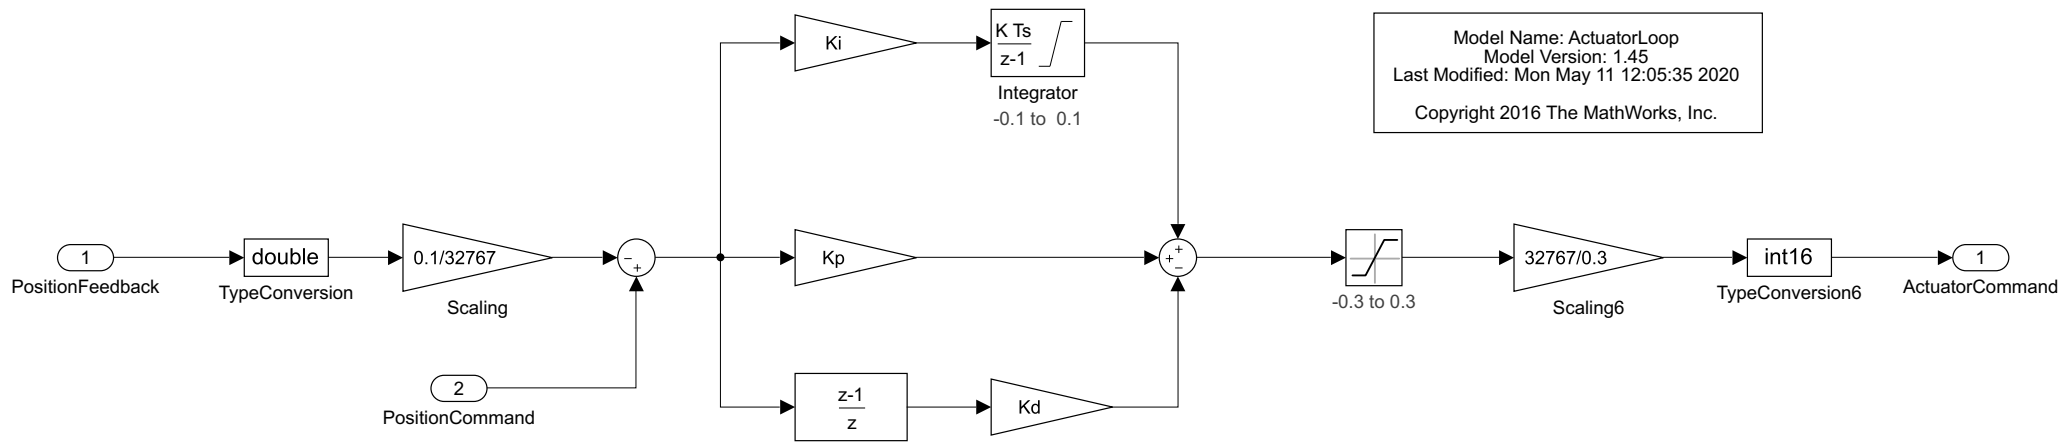 Ki
K Ts
z-1
Integrator
-0.1 to  0.1
Model Name: ActuatorLoop
Model Version: 1.45
Last Modified: Mon May 11 12:05:35 2020
Copyright 2016 The MathWorks, Inc.
1
PositionFeedback
double
TypeConversion
0.1/32767
Scaling
−
+
2
PositionCommand
Kp
z-1
z
Kd
+
+
−
-0.3 to 0.3
32767/0.3
Scaling6
int16
TypeConversion6
1
ActuatorCommand